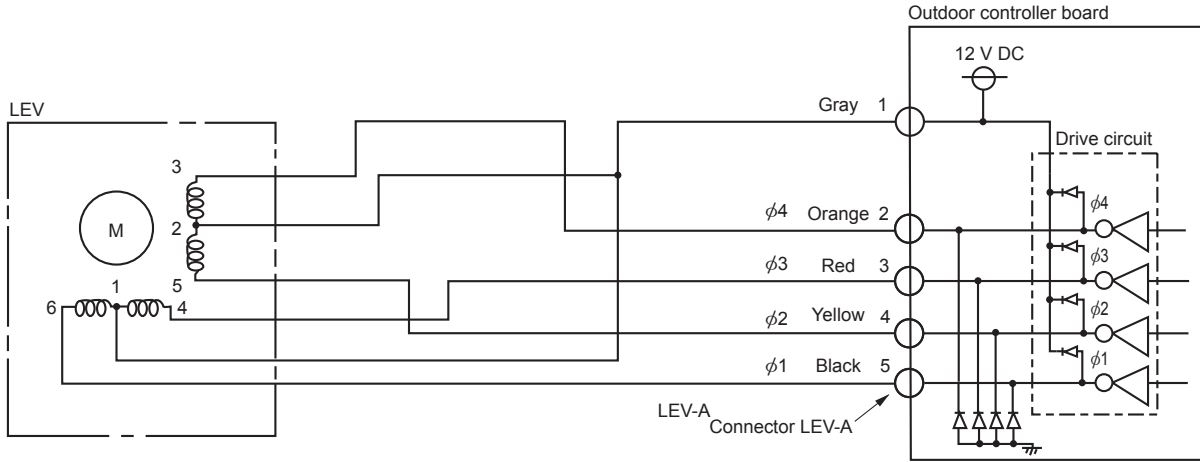 Outdoor controller board
12 V DC
LEV
Gray 1
Drive circuit
3
ϕ4
ϕ4 Orange 2
M
2
ϕ3
ϕ3 Red 3
1
5
6
4
ϕ2
ϕ2 Yellow 4
ϕ1
ϕ1 Black 5
LEV-A
Connector LEV-A